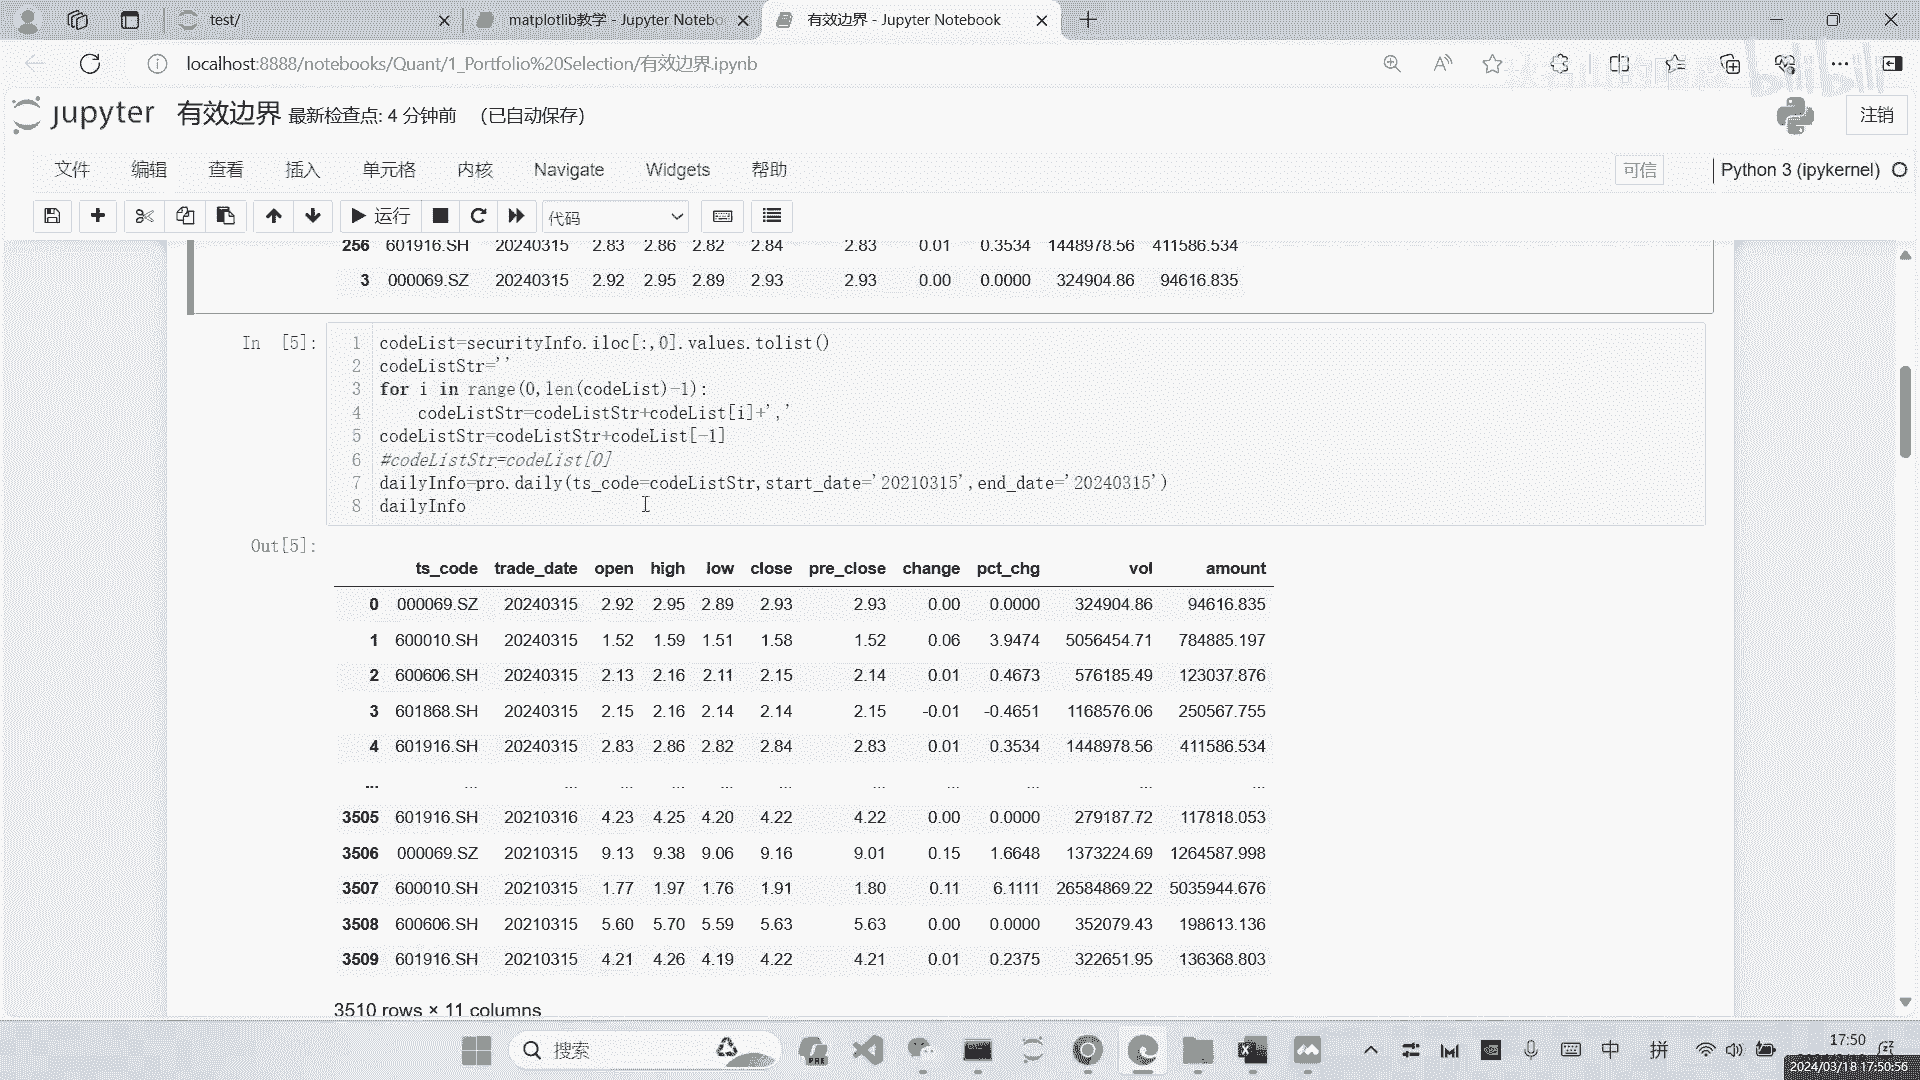 test/
matplotlib教学 - Jupyter Notebo
有效边界 - Jupyter Notebook
localhost:8888/notebooks/Quant/1_Portfolio%20Selection/有效边界.ipynb
bilibili
jupyter 有效边界 最新检查点: 4 分钟前 (已自动保存)
注销
文件 编辑 查看 插入 单元格 内核 Navigate Widgets 帮助
可信 Python 3 (ipykernel)
运行 代码
256 601916.SH 20240315 2.83 2.86 2.82 2.84 2.83 0.01 0.3534 1448978.56 411586.534
3 000069.SZ 20240315 2.92 2.95 2.89 2.93 2.93 0.00 0.0000 324904.86 94616.835
In [5]:
1 codeList=securityInfo.iloc[:,0].values.tolist()
2 codeListStr=''
3 for i in range(0,len(codeList)-1):
4 codeListStr=codeListStr+codeList[i]+','
5 codeListStr=codeListStr+codeList[-1]
6 #codeListStr=codeList[0]
7 dailyInfo=pro.daily(ts_code=codeListStr,start_date='20210315',end_date='20240315')
8 dailyInfo
Out[5]:
ts_code trade_date open high low close pre_close change pct_chg vol amount
0 000069.SZ 20240315 2.92 2.95 2.89 2.93 2.93 0.00 0.0000 324904.86 94616.835
1 600010.SH 20240315 1.52 1.59 1.51 1.58 1.52 0.06 3.9474 5056454.71 784885.197
2 600606.SH 20240315 2.13 2.16 2.11 2.15 2.14 0.01 0.4673 576185.49 123037.876
3 601868.SH 20240315 2.15 2.16 2.14 2.14 2.15 -0.01 -0.4651 1168576.06 250567.755
4 601916.SH 20240315 2.83 2.86 2.82 2.84 2.83 0.01 0.3534 1448978.56 411586.534
... ... ... ... ... ... ... ... ... ... ... ...
3505 601916.SH 20210316 4.23 4.25 4.20 4.22 4.22 0.00 0.0000 279187.72 117818.053
3506 000069.SZ 20210315 9.13 9.38 9.06 9.16 9.01 0.15 1.6648 1373224.69 1264587.998
3507 600010.SH 20210315 1.77 1.97 1.76 1.91 1.80 0.11 6.1111 26584869.22 5035944.676
3508 600606.SH 20210315 5.60 5.70 5.59 5.63 5.63 0.00 0.0000 352079.43 198613.136
3509 601916.SH 20210315 4.21 4.26 4.19 4.22 4.21 0.01 0.2375 322651.95 136368.803
3510 rows × 11 columns
搜索
PRE
中 拼
17:50
2024/03/18 17:50:56